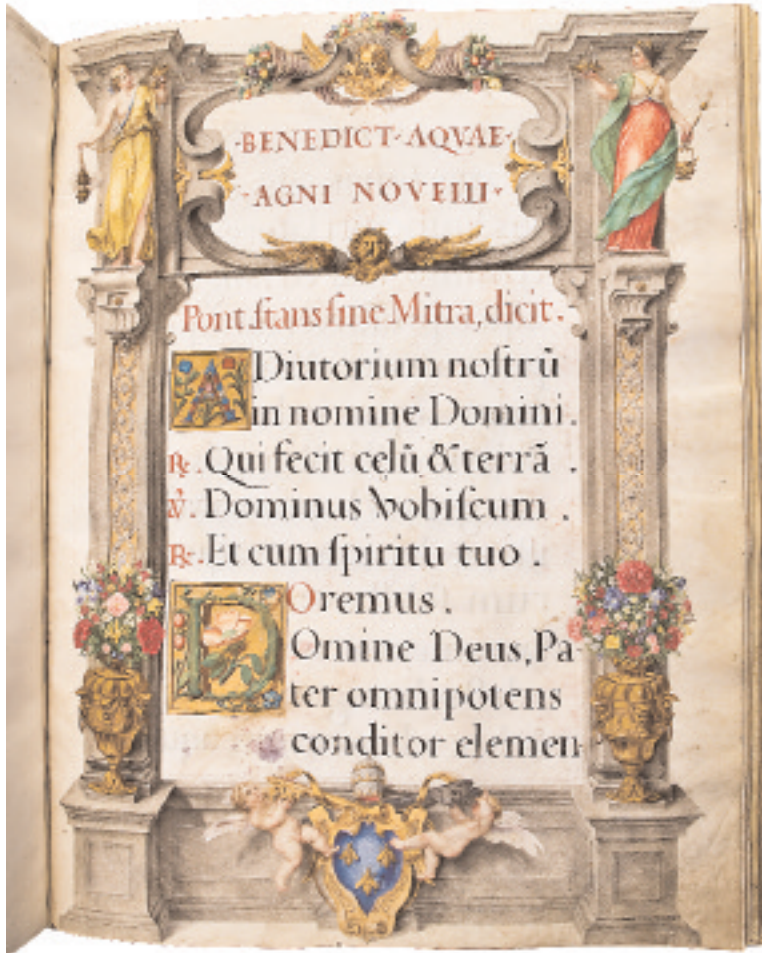 ·BENEDICT· AQVAE·
·AGNI NOVELLI·
Pont.ſtans ſine Mitra, dicit.
ADiutorium noſtrũ
in nomine Domini.
℟. Qui fecit cęlũ & terrã .
℣. Dominus Vobiſcum .
℟. Et cum ſpiritu tuo .
Oremus .
DOmine Deus, Pa-
ter omnipotens
conditor elemen-